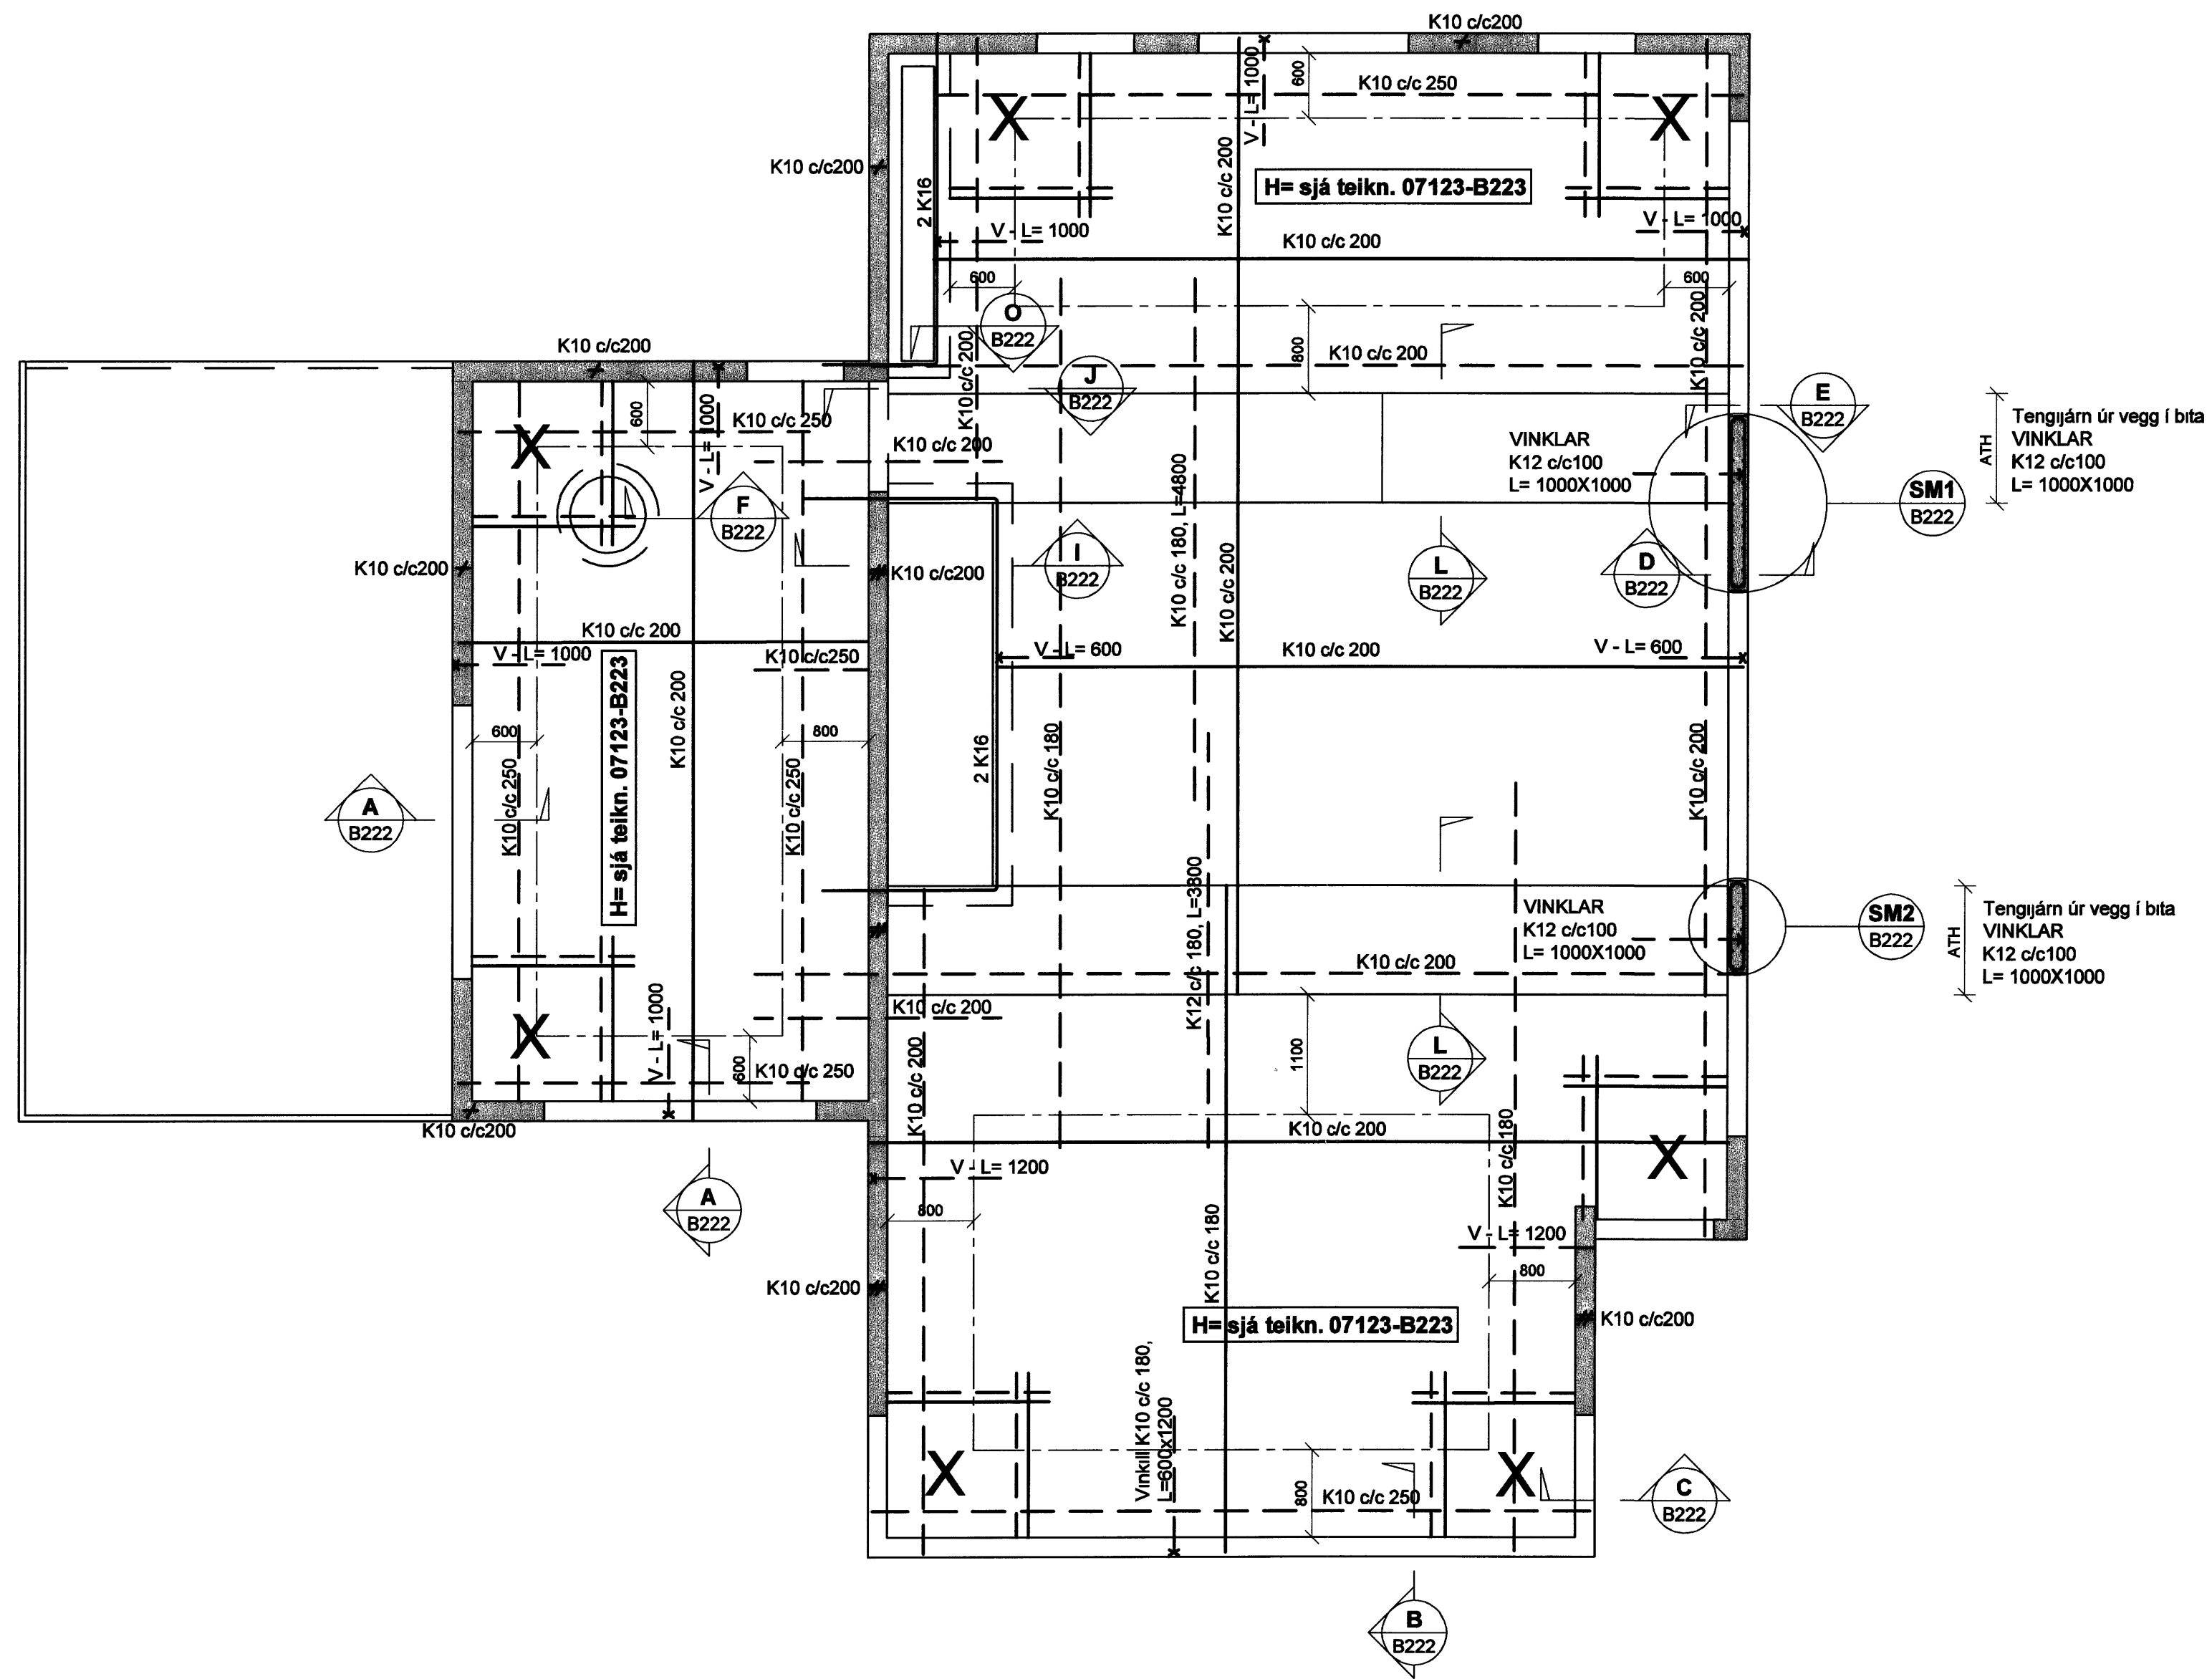 K10 c/c200
K10 c/c 250
V - L= 1000
600
K10 c/c200
2 K16
K10 c/c 200
H= sjá teikn. 07123-B223
V - L= 1000
V - L= 1000
K10 c/c 200
600
600
O
B222
K10 c/c 200
K10 c/c 200
800
K10 c/c 200
K10 c/c200
J
B222
E
B222
Tengijárn úr vegg í bita
VINKLAR
K12 c/c100
L= 1000X1000
ATH
600
V - L= 1000
K10 c/c 250
K10 c/c 200
VINKLAR
K12 c/c100
L= 1000X1000
SM1
B222
F
B222
K10 c/c 180, L=4800
K10 c/c 200
I
B222
L
B222
D
B222
K10 c/c200
K10 c/c200
K10 c/c 200
V - L= 1000
K10 c/c250
V - L= 600
K10 c/c 200
V - L= 600
H= sjá teikn. 07123-B223
K10 c/c 200
600
800
2 K16
K10 c/c 180
K10 c/c 200
K10 c/c 250
K10 c/c 250
A
B222
K12 c/c 180, L=3800
VINKLAR
K12 c/c100
L= 1000X1000
SM2
B222
ATH
Tengijárn úr vegg í bita
VINKLAR
K12 c/c100
L= 1000X1000
K10 c/c 200
K10 c/c 200
V - L= 1000
600
K10 c/c 250
K10 c/c 200
1100
L
B222
K10 c/c200
K10 c/c 200
K10 c/c 180
V - L= 1200
A
B222
800
K10 c/c 180
V - L= 1200
800
K10 c/c200
H= sjá teikn. 07123-B223
K10 c/c200
Vinkill K10 c/c 180,
L=600x1200
800
K10 c/c 250
C
B222
B
B222